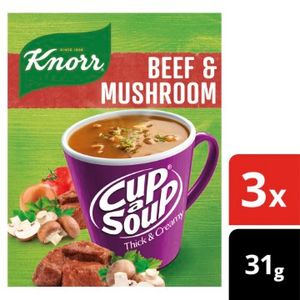 Knorr
SINCE 1838
BEEF &
MUSHROOM
Cup
a
Soup
Thick & Creamy
3x
31g